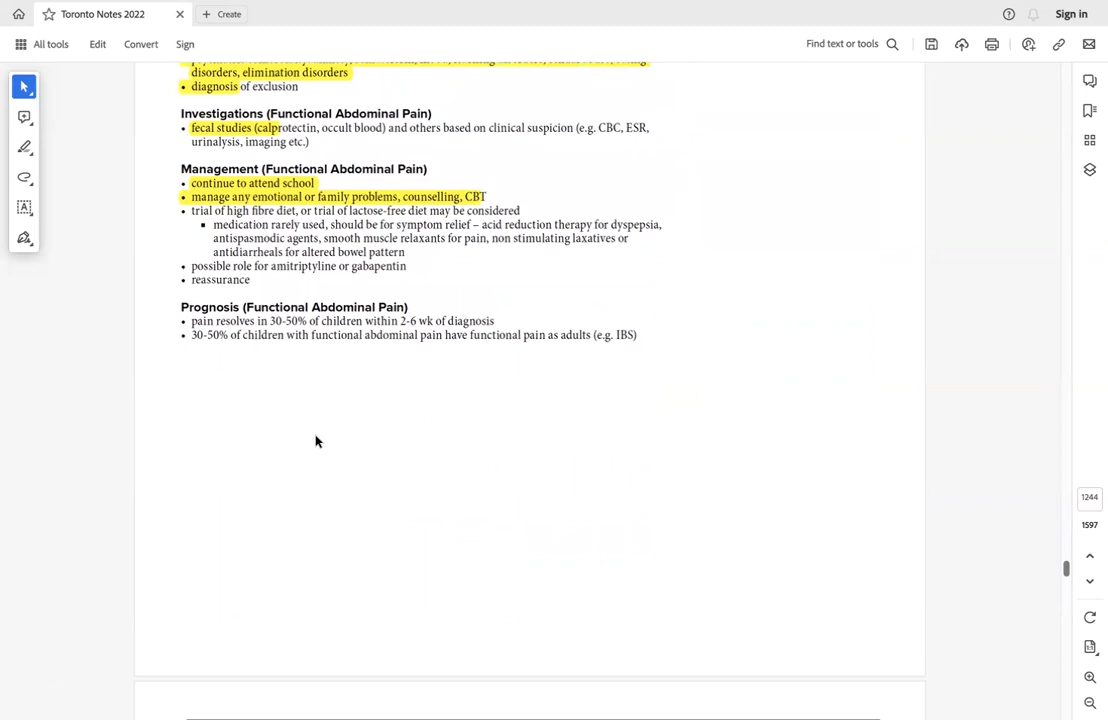 Toronto Notes 2022
Create
Sign in
All tools
Edit
Convert
Sign
Find text or tools
disorders, elimination disorders
• diagnosis of exclusion
Investigations (Functional Abdominal Pain)
• fecal studies (calprotectin, occult blood) and others based on clinical suspicion (e.g. CBC, ESR,
urinalysis, imaging etc.)
Management (Functional Abdominal Pain)
• continue to attend school
• manage any emotional or family problems, counselling, CBT
• trial of high fibre diet, or trial of lactose-free diet may be considered
▪ medication rarely used, should be for symptom relief – acid reduction therapy for dyspepsia,
antispasmodic agents, smooth muscle relaxants for pain, non stimulating laxatives or
antidiarrheals for altered bowel pattern
• possible role for amitriptyline or gabapentin
• reassurance
Prognosis (Functional Abdominal Pain)
• pain resolves in 30-50% of children within 2-6 wk of diagnosis
• 30-50% of children with functional abdominal pain have functional pain as adults (e.g. IBS)
1244
1597